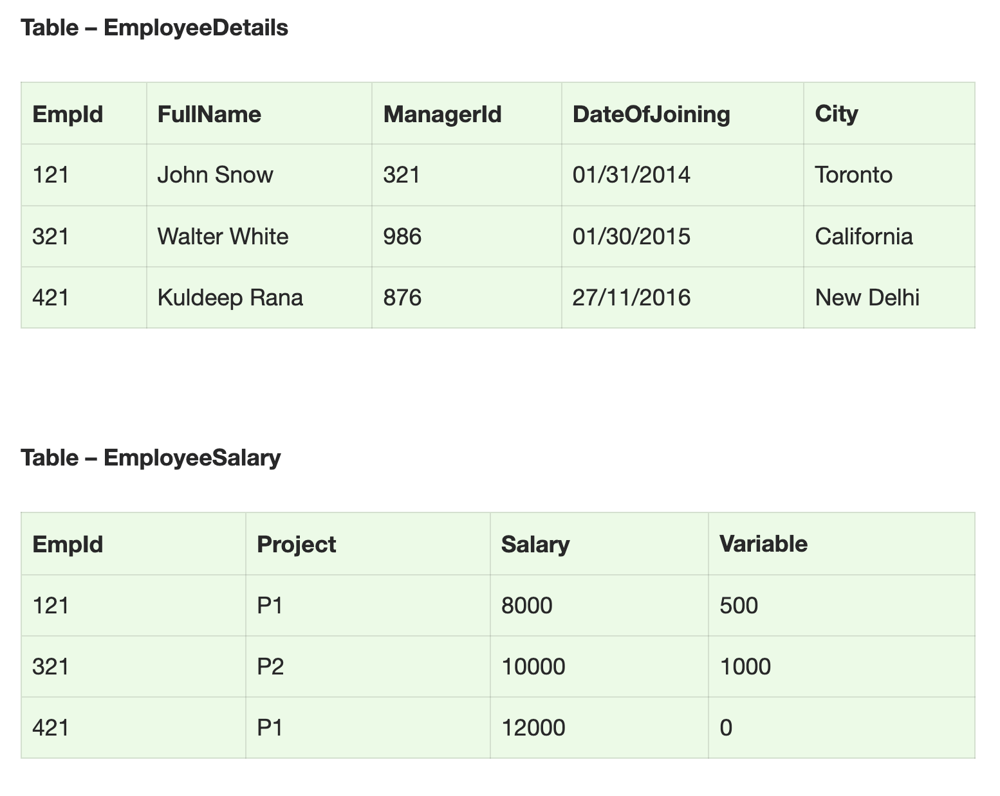 Table – EmployeeDetails
EmpId FullName ManagerId DateOfJoining City
121 John Snow 321 01/31/2014 Toronto
321 Walter White 986 01/30/2015 California
421 Kuldeep Rana 876 27/11/2016 New Delhi
Table – EmployeeSalary
EmpId Project Salary Variable
121 P1 8000 500
321 P2 10000 1000
421 P1 12000 0